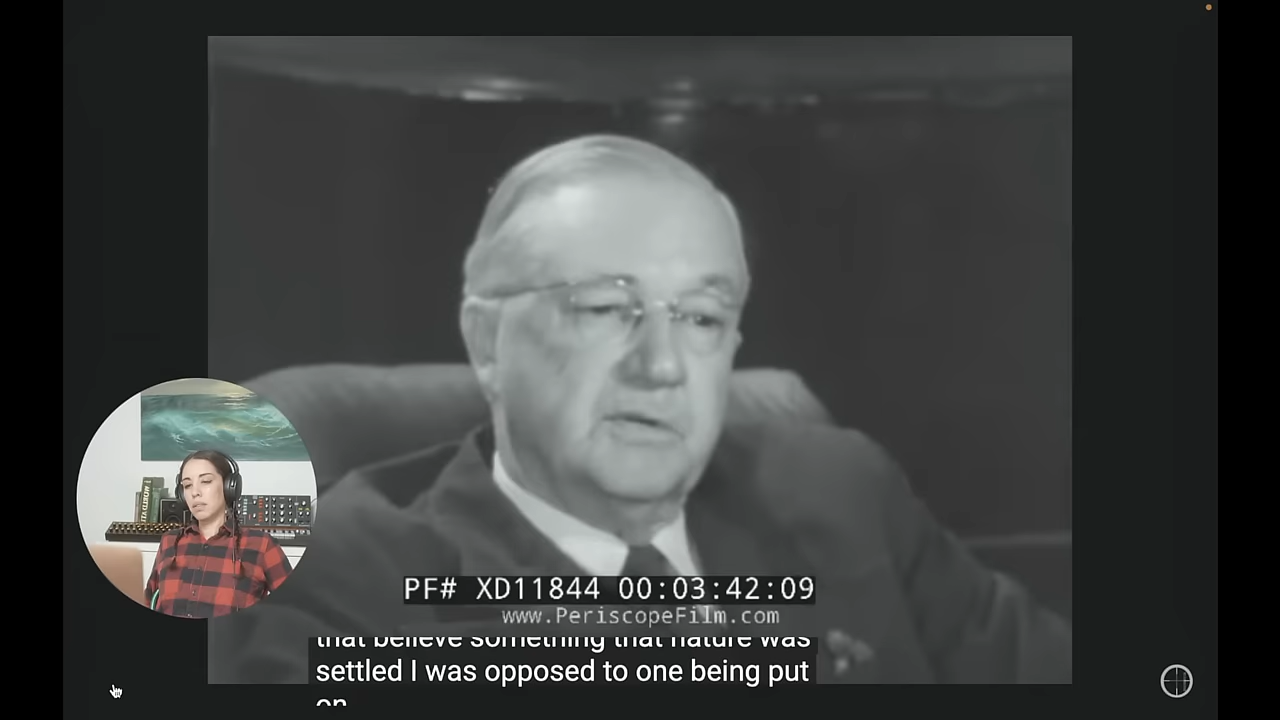 PF# XD11844 00:03:42:09
www.PeriscopeFilm.com
that believe something that nature was
settled I was opposed to one being put
on